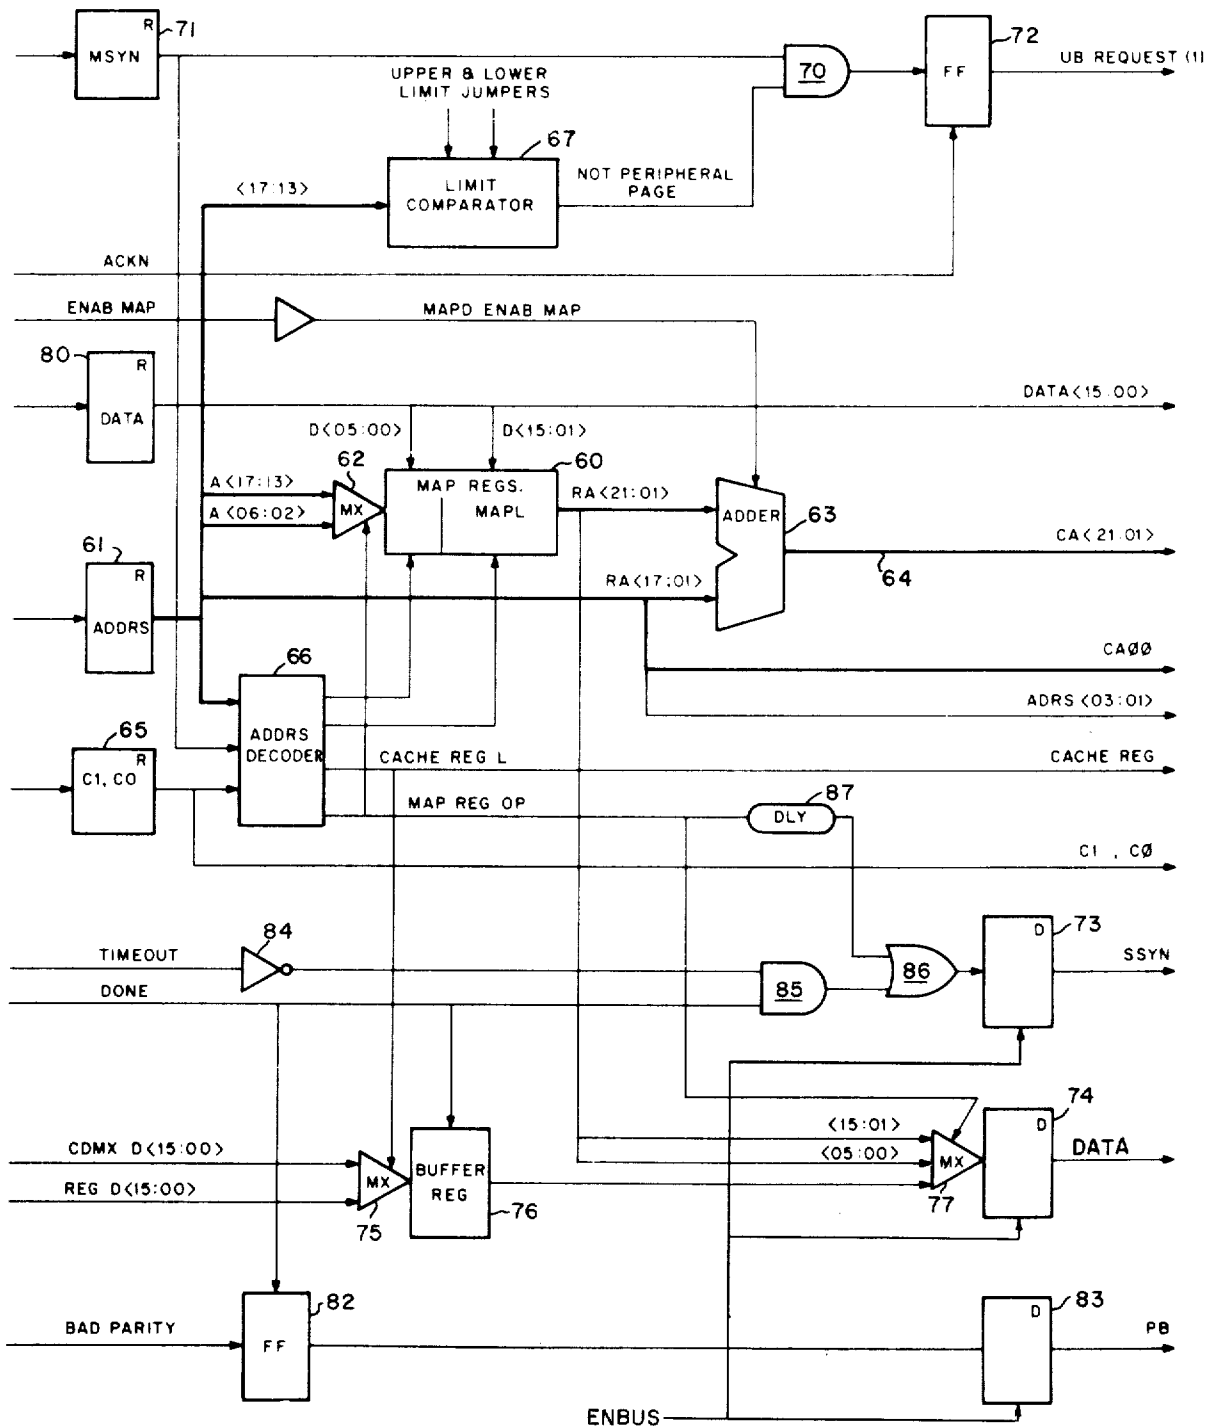 R
71
MSYN
72
UPPER & LOWER
LIMIT JUMPERS
70
FF
UB REQUEST (1)
67
<17:13>
LIMIT
COMPARATOR
NOT PERIPHERAL
PAGE
ACKN
ENAB MAP
MAPD ENAB MAP
80
R
DATA
DATA<15:00>
D<05:00>
D<15:01>
62
60
A<17:13>
A<06:02>
MX
MAP REGS.
MAPL
RA<21:01>
ADDER
63
61
R
ADDRS
RA<17:01>
64
CA<21:01>
66
CAØØ
ADRS<03:01>
65
R
C1, CO
ADDRS
DECODER
CACHE REG L
CACHE REG
MAP REG OP
87
DLY
C1 , CØ
TIMEOUT
84
DONE
85
86
D
73
SSYN
CDMX D<15:00>
REG D<15:00>
MX
75
BUFFER
REG
76
<15:01>
<05:00>
MX
77
D
74
DATA
82
BAD PARITY
FF
D
83
PB
ENBUS